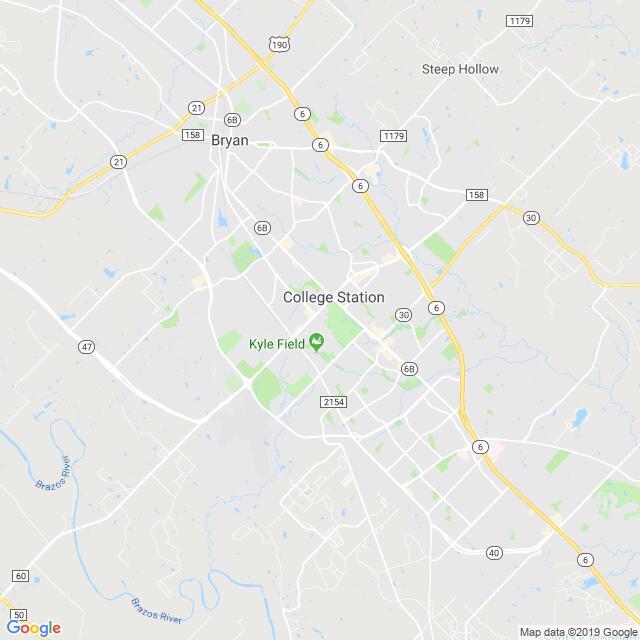 1179
190
Steep Hollow
21
6
6B
158
1179
Bryan
6
21
6
158
30
6B
College Station
6
30
Kyle Field
47
6B
2154
6
Brazos River
40
6
60
Brazos River
50
Google
Map data ©2019 Google